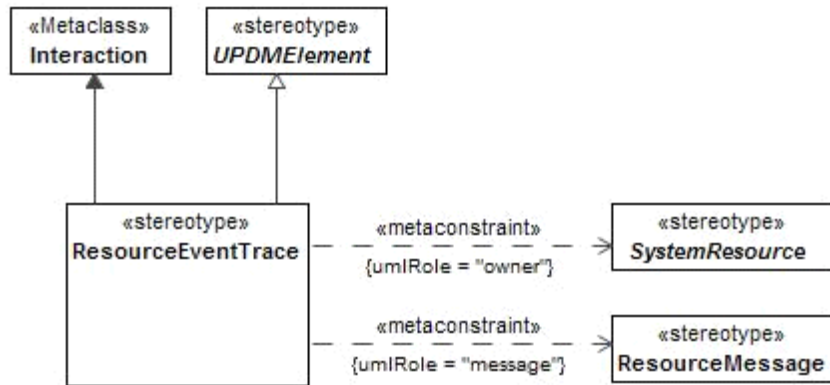 «Metaclass»
Interaction
«stereotype»
UPDMElement
«stereotype»
ResourceEventTrace
«metaconstraint»
{umlRole = "owner"}
«stereotype»
SystemResource
«metaconstraint»
{umlRole = "message"}
«stereotype»
ResourceMessage